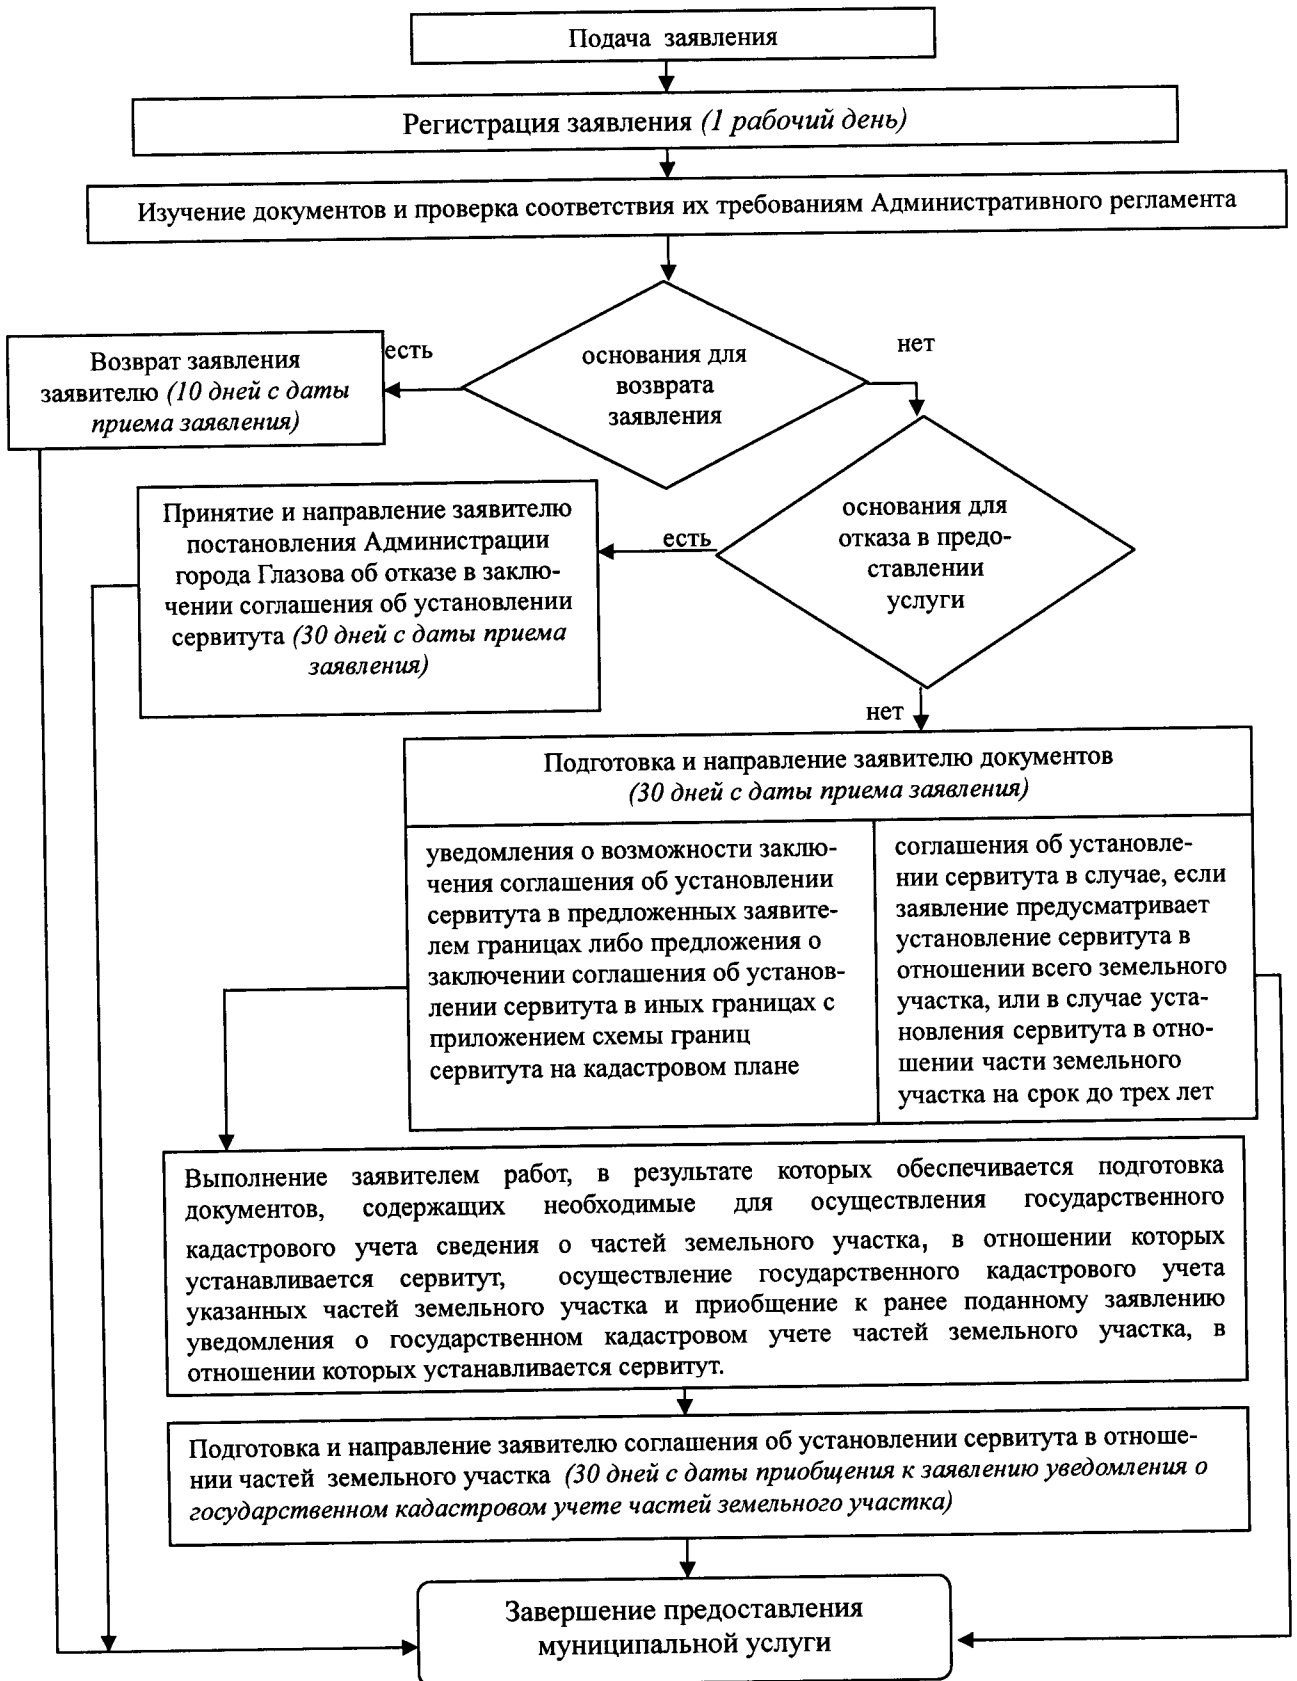 Подача заявления
Регистрация заявления (1 рабочий день)
Изучение документов и проверка соответствия их требованиям Административного регламента
основания для
возврата
заявления
есть
нет
Возврат заявления
заявителю (10 дней с даты
приема заявления)
основания для
отказа в предо-
ставлении
услуги
есть
Принятие и направление заявителю
постановления Администрации
города Глазова об отказе в заклю-
чении соглашения об установлении
сервитута (30 дней с даты приема
заявления)
нет
Подготовка и направление заявителю документов
(30 дней с даты приема заявления)
уведомления о возможности заклю-
чения соглашения об установлении
сервитута в предложенных заявите-
лем границах либо предложения о
заключении соглашения об установ-
лении сервитута в иных границах с
приложением схемы границ
сервитута на кадастровом плане
соглашения об установле-
нии сервитута в случае, если
заявление предусматривает
установление сервитута в
отношении всего земельного
участка, или в случае уста-
новления сервитута в отно-
шении части земельного
участка на срок до трех лет
Выполнение заявителем работ, в результате которых обеспечивается подготовка
документов, содержащих необходимые для осуществления государственного
кадастрового учета сведения о частей земельного участка, в отношении которых
устанавливается сервитут, осуществление государственного кадастрового учета
указанных частей земельного участка и приобщение к ранее поданному заявлению
уведомления о государственном кадастровом учете частей земельного участка, в
отношении которых устанавливается сервитут.
Подготовка и направление заявителю соглашения об установлении сервитута в отноше-
нии частей земельного участка (30 дней с даты приобщения к заявлению уведомления о
государственном кадастровом учете частей земельного участка)
Завершение предоставления
муниципальной услуги